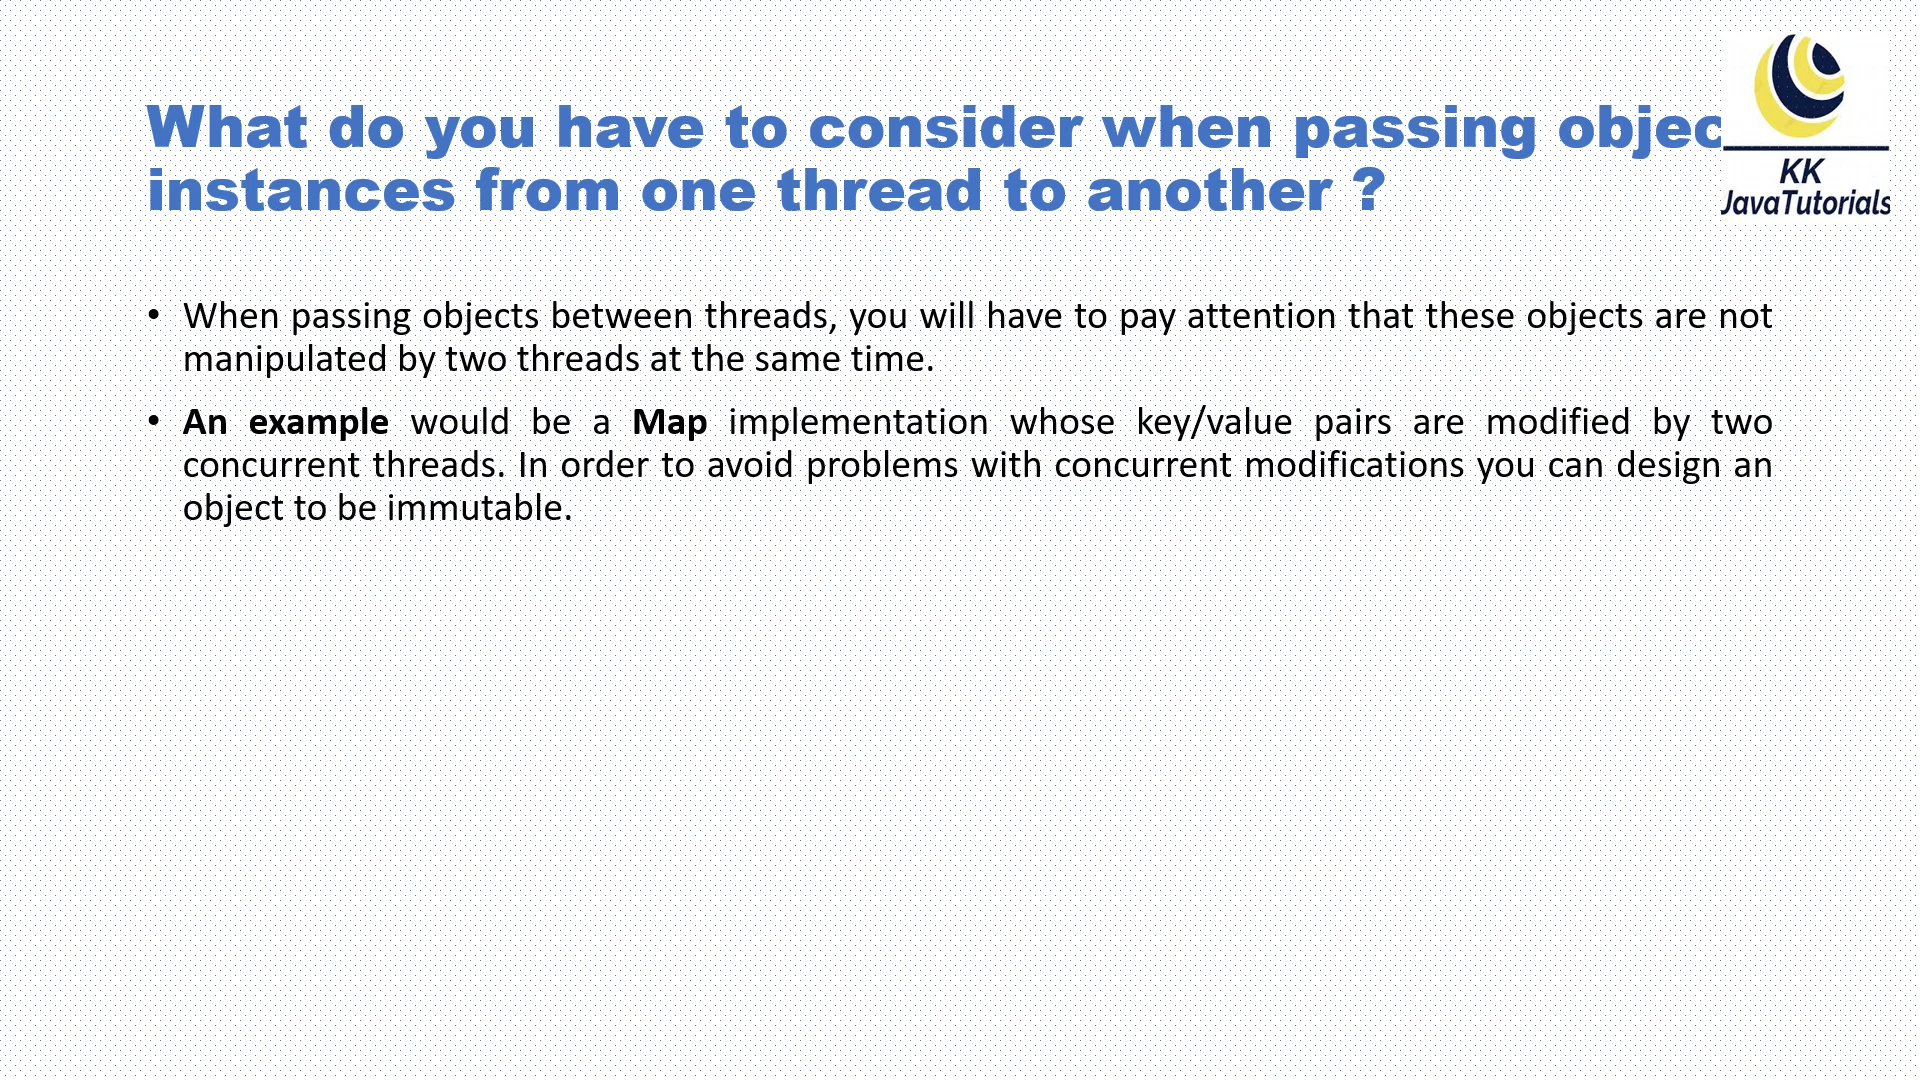 What do you have to consider when passing objec
instances from one thread to another ?
KK
JavaTutorials
• When passing objects between threads, you will have to pay attention that these objects are not
manipulated by two threads at the same time.
• An example would be a Map implementation whose key/value pairs are modified by two
concurrent threads. In order to avoid problems with concurrent modifications you can design an
object to be immutable.